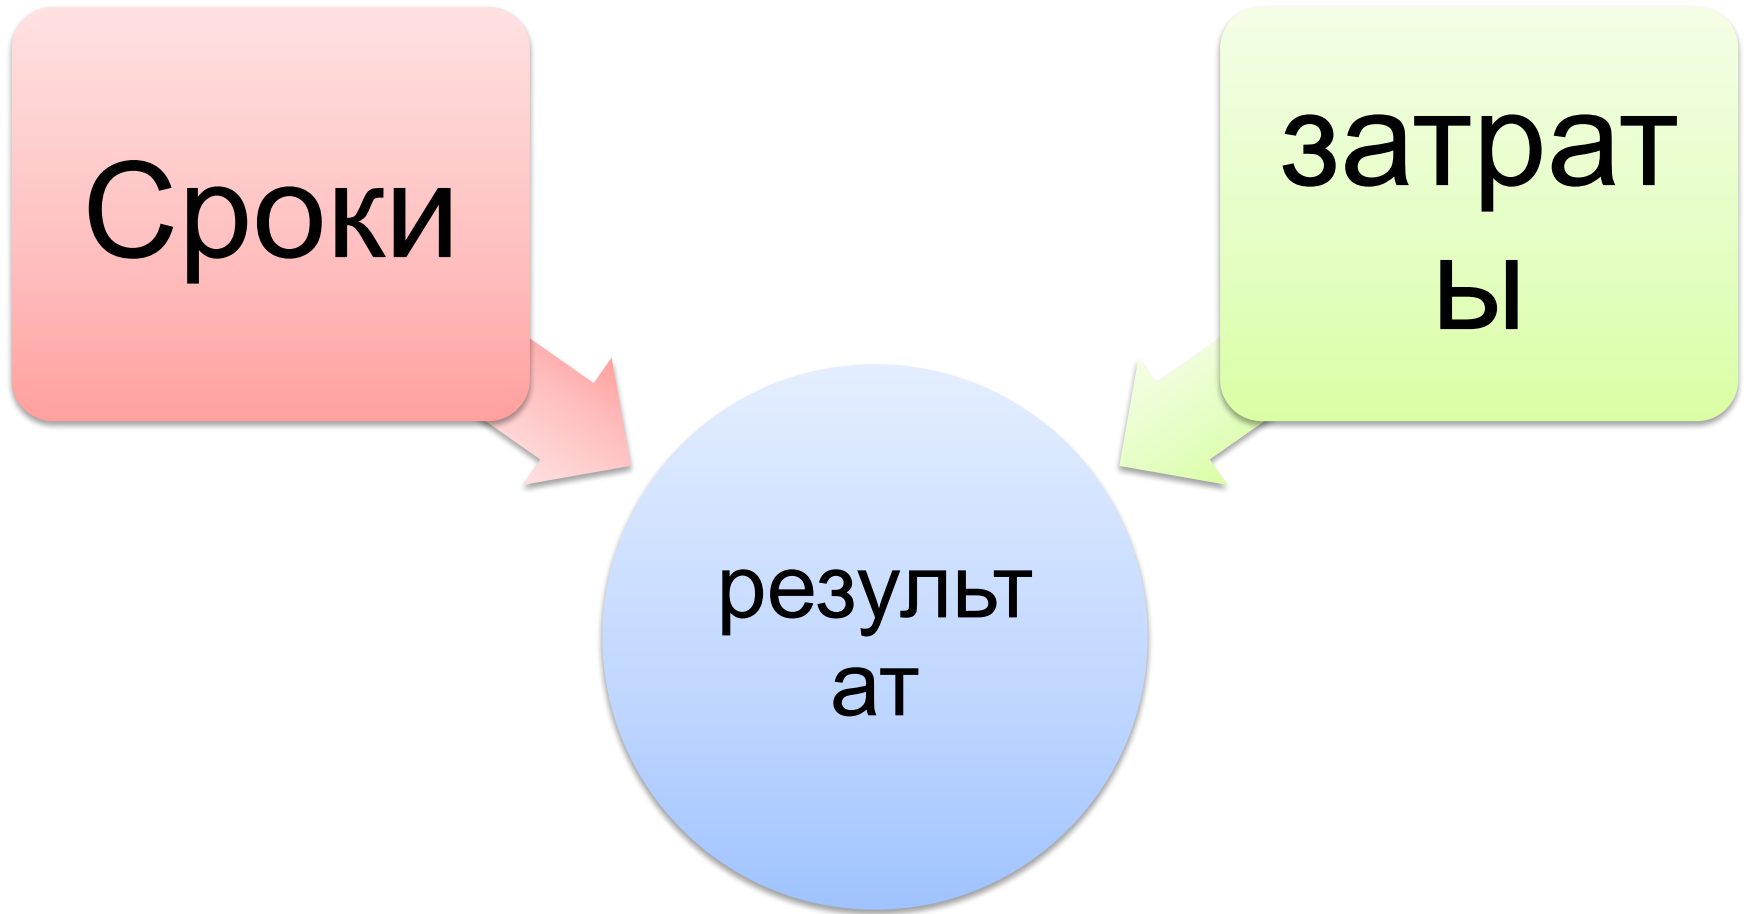 Сроки
затрат
ы
результ
ат